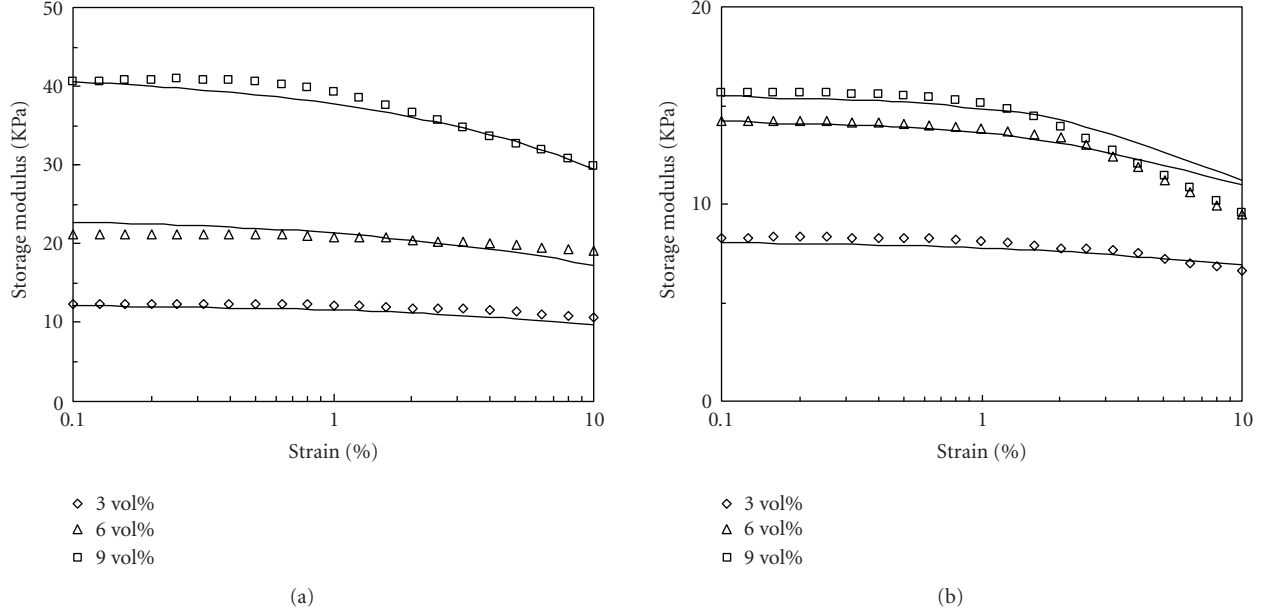 50
40
30
20
10
0
Storage modulus (KPa)
0.1
1
10
Strain (%)
3 vol%
6 vol%
9 vol%
(a)
20
10
0
Storage modulus (KPa)
0.1
1
10
Strain (%)
3 vol%
6 vol%
9 vol%
(b)